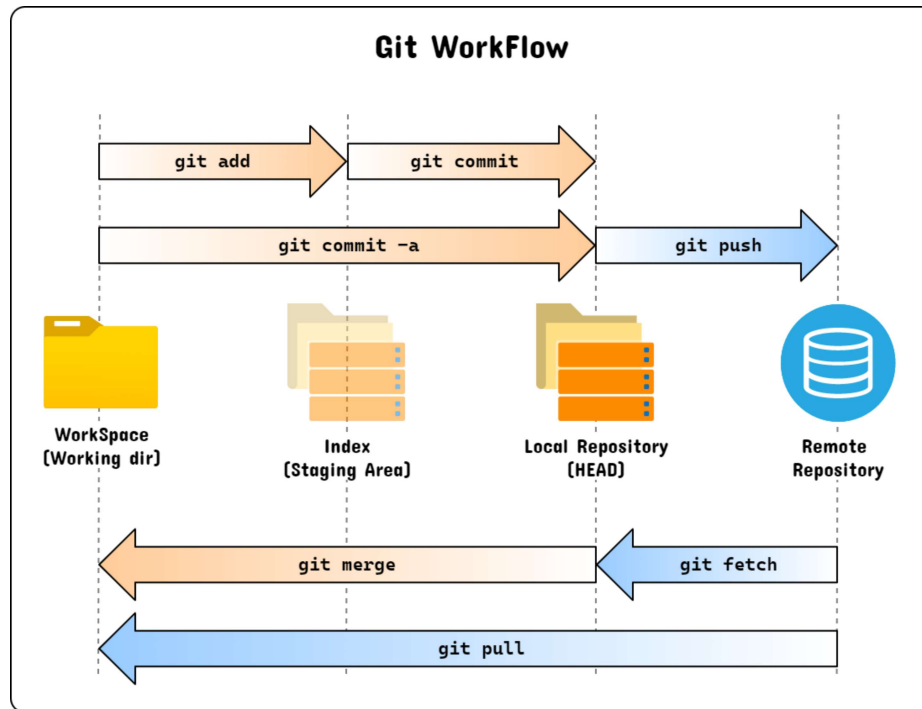 Git WorkFlow
git add
git commit
git commit -a
git push
WorkSpace
(Working dir)
Index
(Staging Area)
Local Repository
(HEAD)
Remote
Repository
git merge
git fetch
git pull